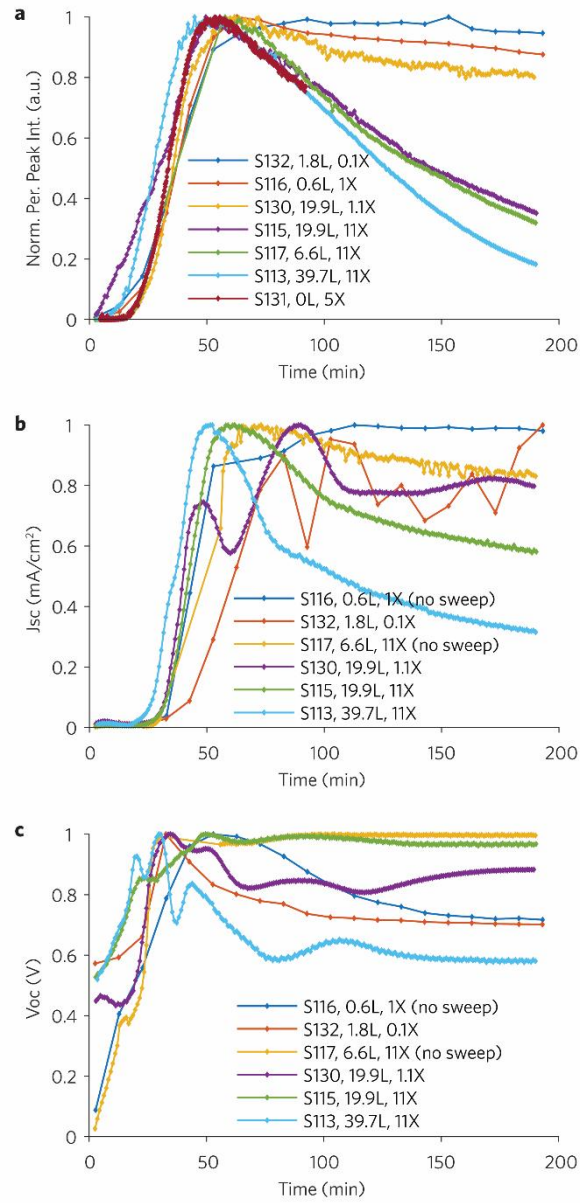 a
Norm. Per. Peak Int. (a.u.)
1
0.8
0.6
0.4
0.2
0
S132, 1.8L, 0.1X
S116, 0.6L, 1X
S130, 19.9L, 1.1X
S115, 19.9L, 11X
S117, 6.6L, 11X
S113, 39.7L, 11X
S131, 0L, 5X
0 50 100 150 200
Time (min)
b
Jsc (mA/cm²)
1
0.8
0.6
0.4
0.2
0
S116, 0.6L, 1X (no sweep)
S132, 1.8L, 0.1X
S117, 6.6L, 11X (no sweep)
S130, 19.9L, 1.1X
S115, 19.9L, 11X
S113, 39.7L, 11X
0 50 100 150 200
Time (min)
c
Voc (V)
1
0.8
0.6
0.4
0.2
0
S116, 0.6L, 1X (no sweep)
S132, 1.8L, 0.1X
S117, 6.6L, 11X (no sweep)
S130, 19.9L, 1.1X
S115, 19.9L, 11X
S113, 39.7L, 11X
0 50 100 150 200
Time (min)